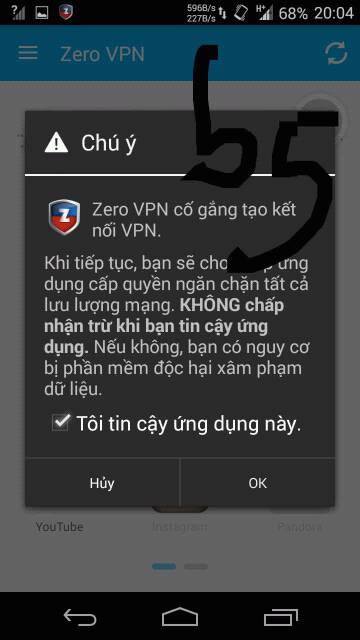 596B/s
227B/s
H+
68% 20:04
Zero VPN
b 5
Chú ý
Zero VPN cố gắng tạo kết
nối VPN.
Khi tiếp tục, bạn sẽ cho ứng
dụng cấp quyền ngăn chặn tất cả
lưu lượng mạng. KHÔNG chấp
nhận trừ khi bạn tin cậy ứng
dụng. Nếu không, bạn có nguy cơ
bị phần mềm độc hại xâm phạm
dữ liệu.
Tôi tin cậy ứng dụng này.
Hủy OK
YouTube Instagram Pandora